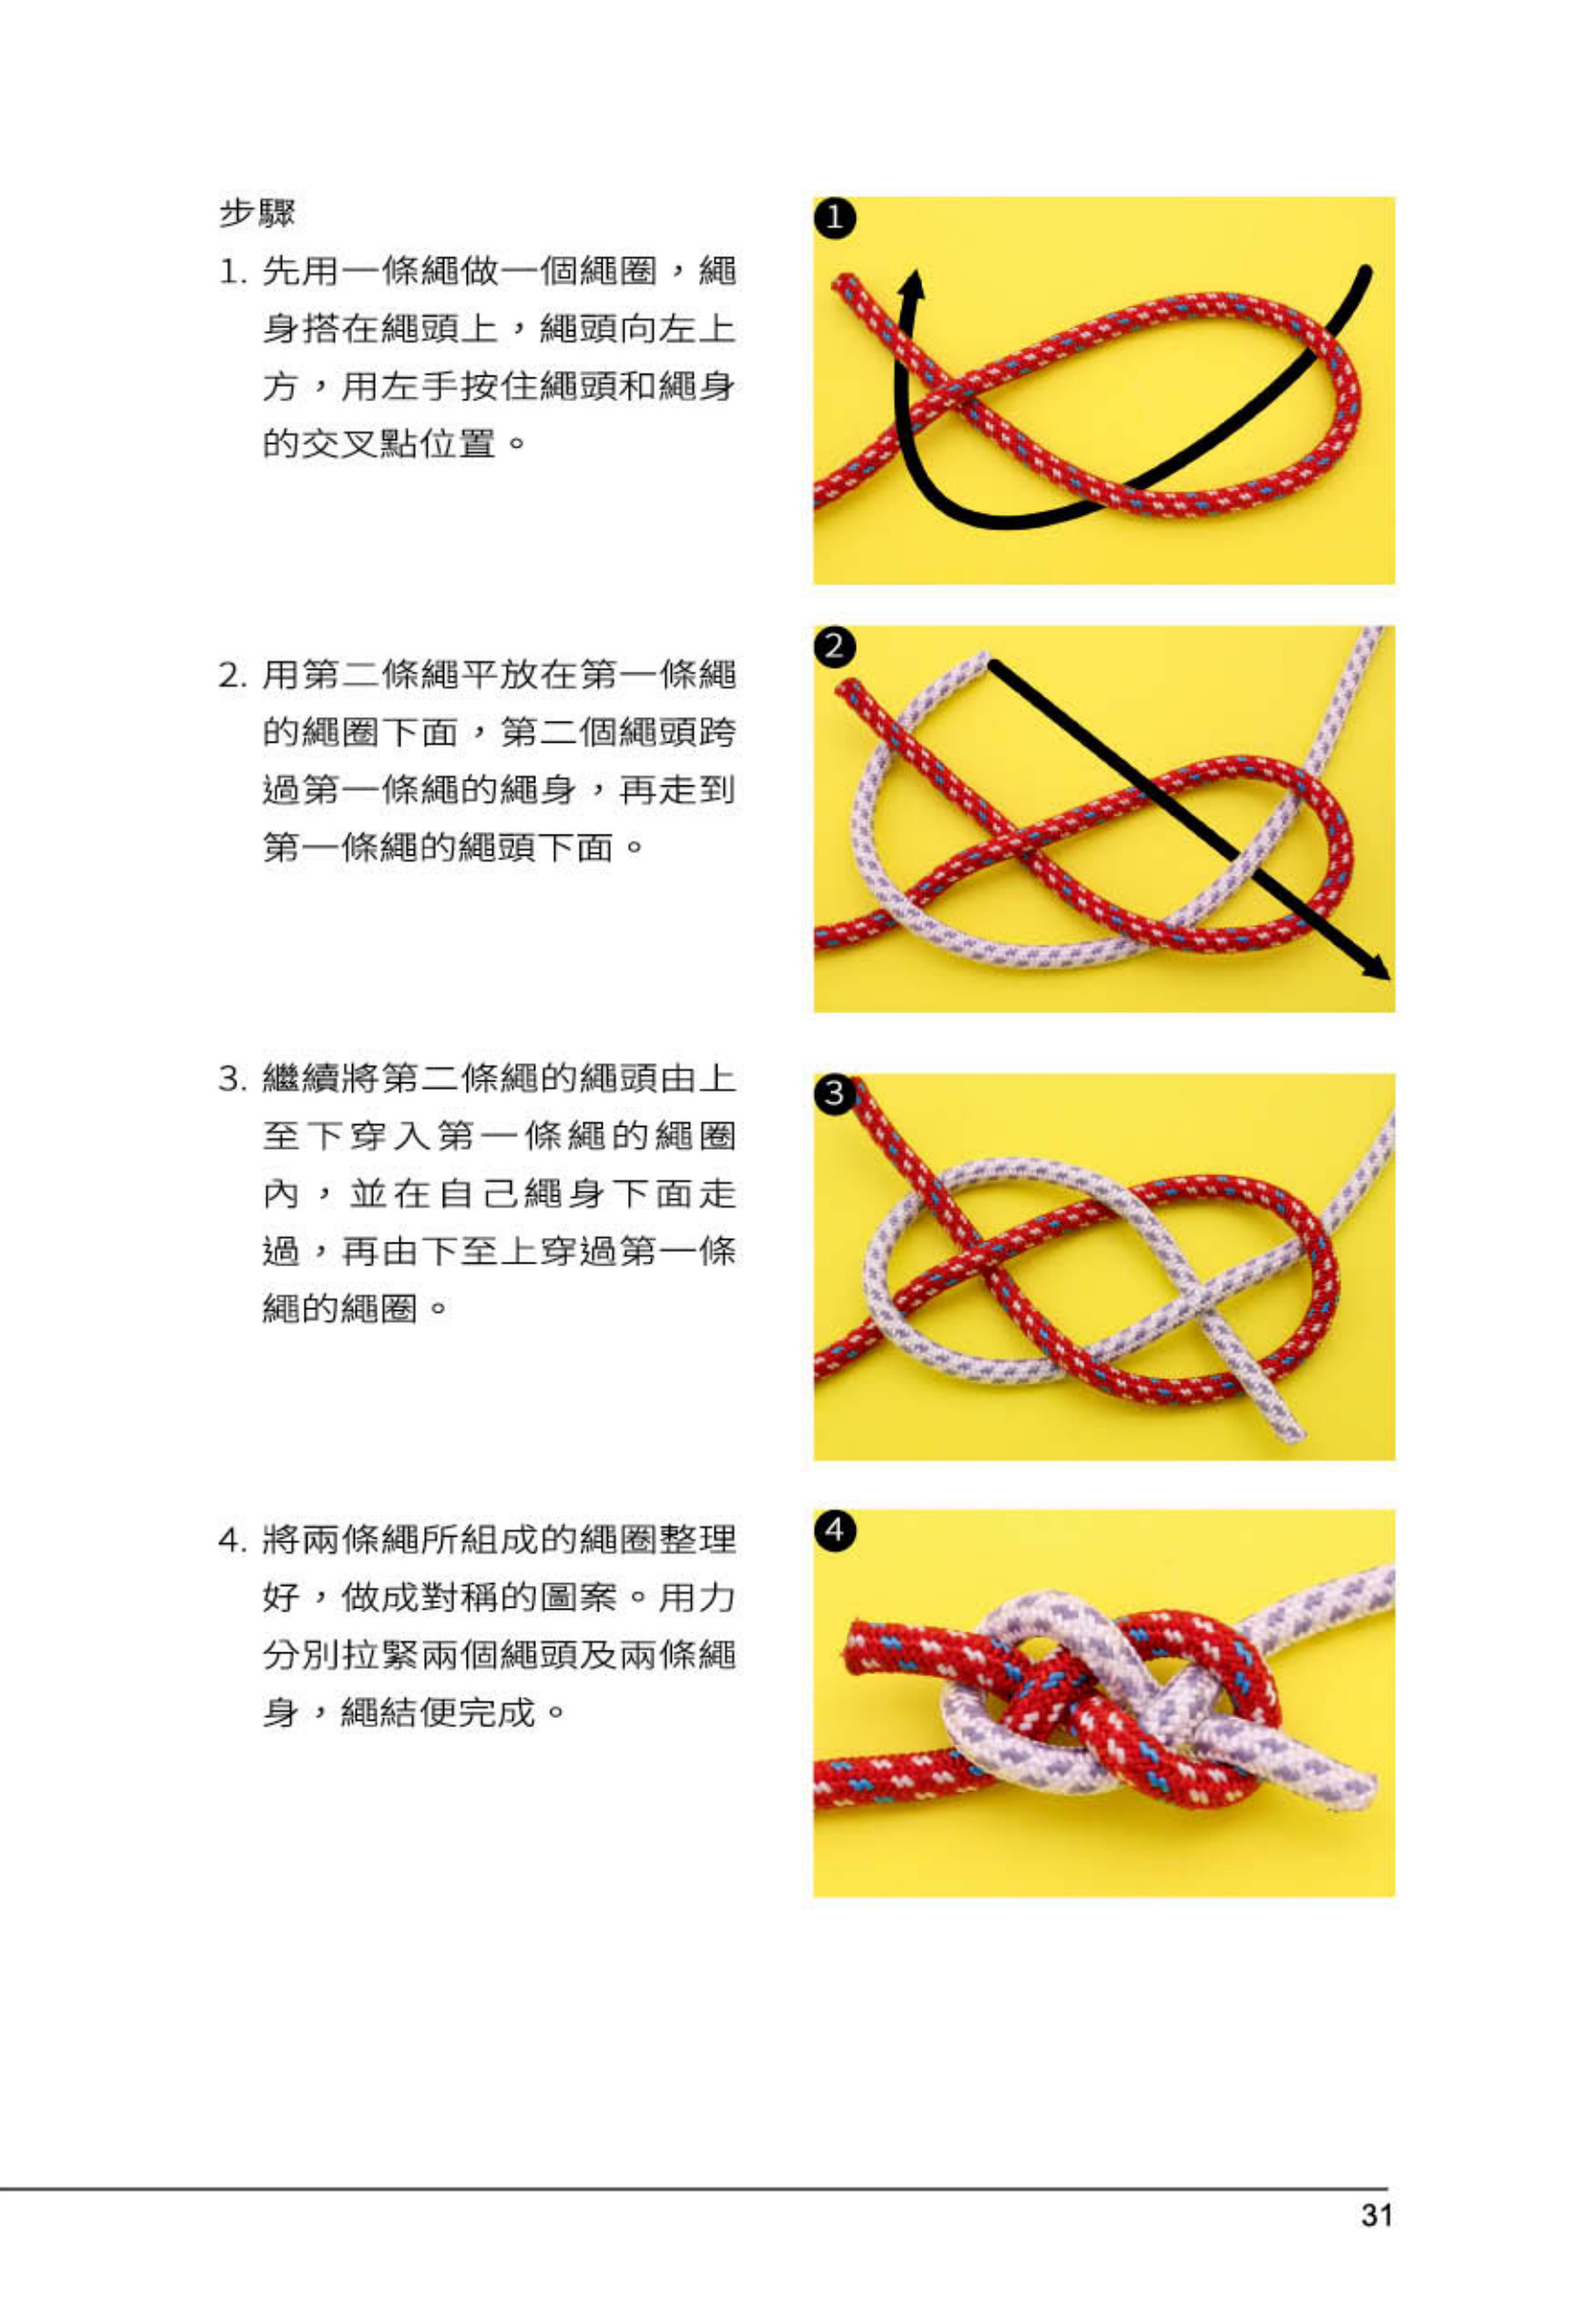 步驟
1. 先用一條繩做一個繩圈，繩
身搭在繩頭上，繩頭向左上
方，用左手按住繩頭和繩身
的交叉點位置。
1
2. 用第二條繩平放在第一條繩
的繩圈下面，第二個繩頭跨
過第一條繩的繩身，再走到
第一條繩的繩頭下面。
2
3. 繼續將第二條繩的繩頭由上
至下穿入第一條繩的繩圈
內，並在自己繩身下面走
過，再由下至上穿過第一條
繩的繩圈。
3
4. 將兩條繩所組成的繩圈整理
好，做成對稱的圖案。用力
分別拉緊兩個繩頭及兩條繩
身，繩結便完成。
4
31